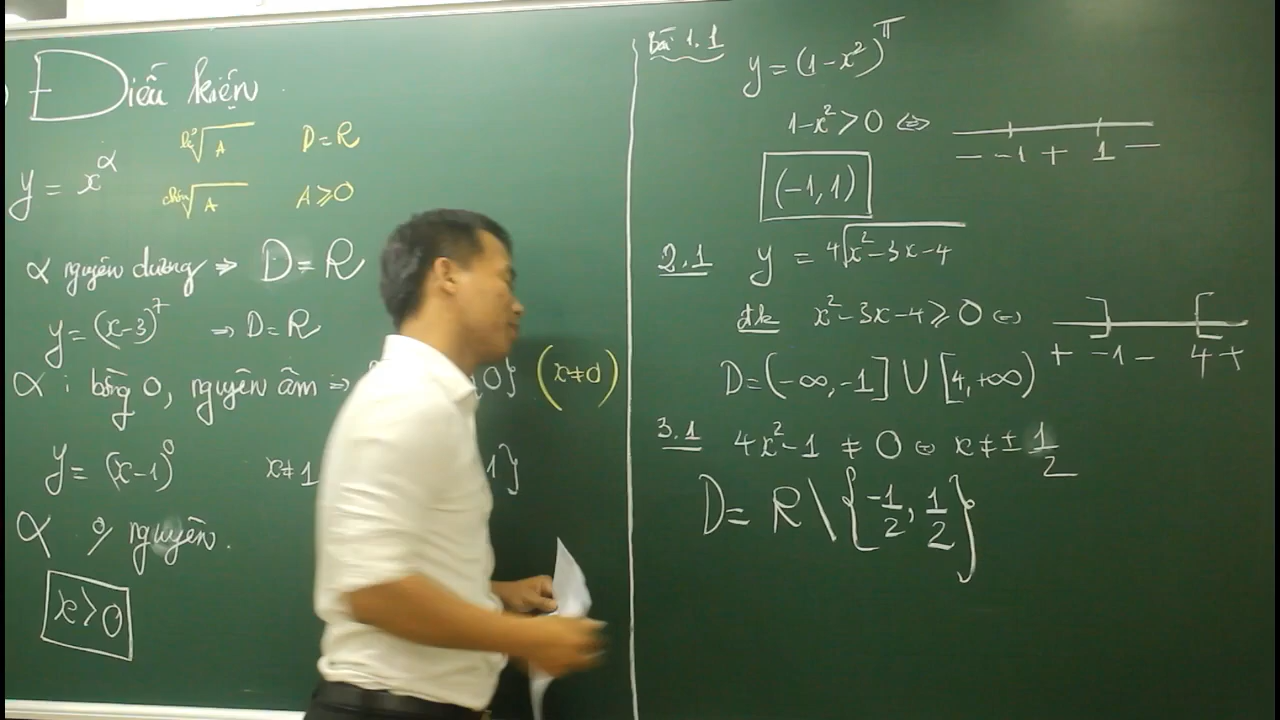 Điều kiện
lẻ√A D=R
y = x^α
chẵn√A A⩾0
α nguyên dương ⇒ D=R
y=(x-3)^7 ⇒ D=R
α : bằng 0, nguyên âm ⇒ {0} (x≠0)
y=(x-1)^0 x≠1 1}
α nguyên.
x>0
bài 1.1
y=(1-x²)^π
1-x²>0 ⇔
— -1 + 1 —
(-1,1)
2.1 y = ⁴√x²-3x-4
đk x²-3x-4⩾0 ⇔
+ -1 - 4 +
D=(-∞,-1] ∪ [4,+∞)
3.1 4x²-1 ≠ 0 ⇔ x≠±1/2
D= R\{-1/2, 1/2}